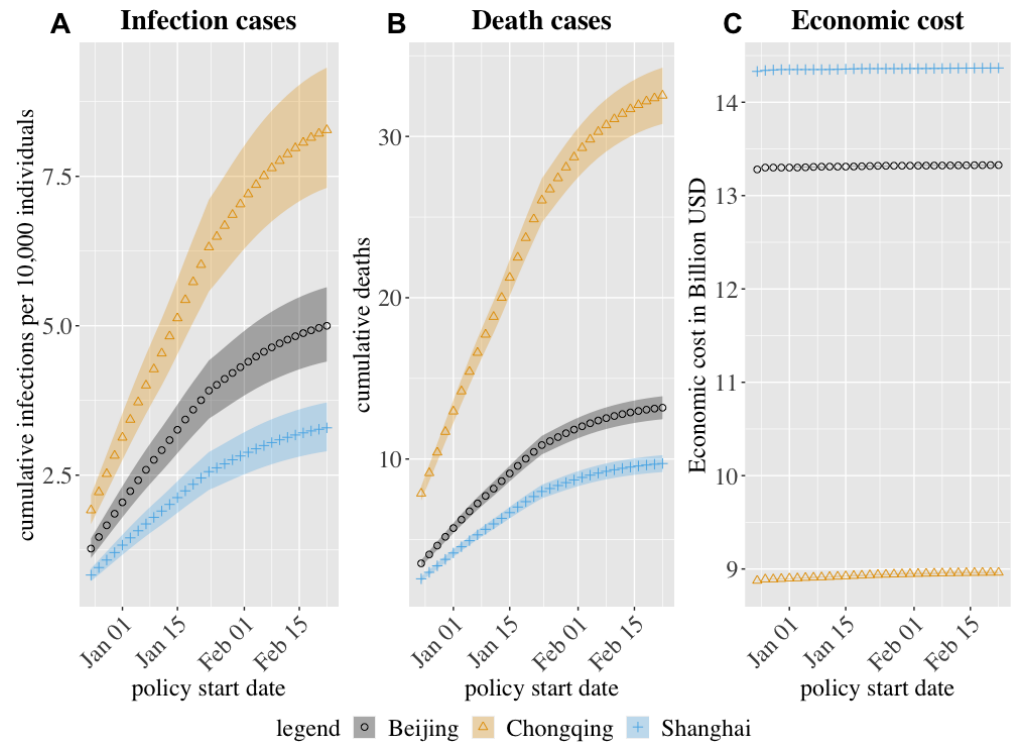 A Infection cases
B Death cases
C Economic cost
cumulative infections per 10,000 individuals
7.5
5.0
2.5
Jan 01
Jan 15
Feb 01
Feb 15
policy start date
cumulative deaths
30
20
10
Jan 01
Jan 15
Feb 01
Feb 15
policy start date
Economic cost in Billion USD
14
13
12
11
10
9
Jan 01
Jan 15
Feb 01
Feb 15
policy start date
legend Beijing Chongqing Shanghai